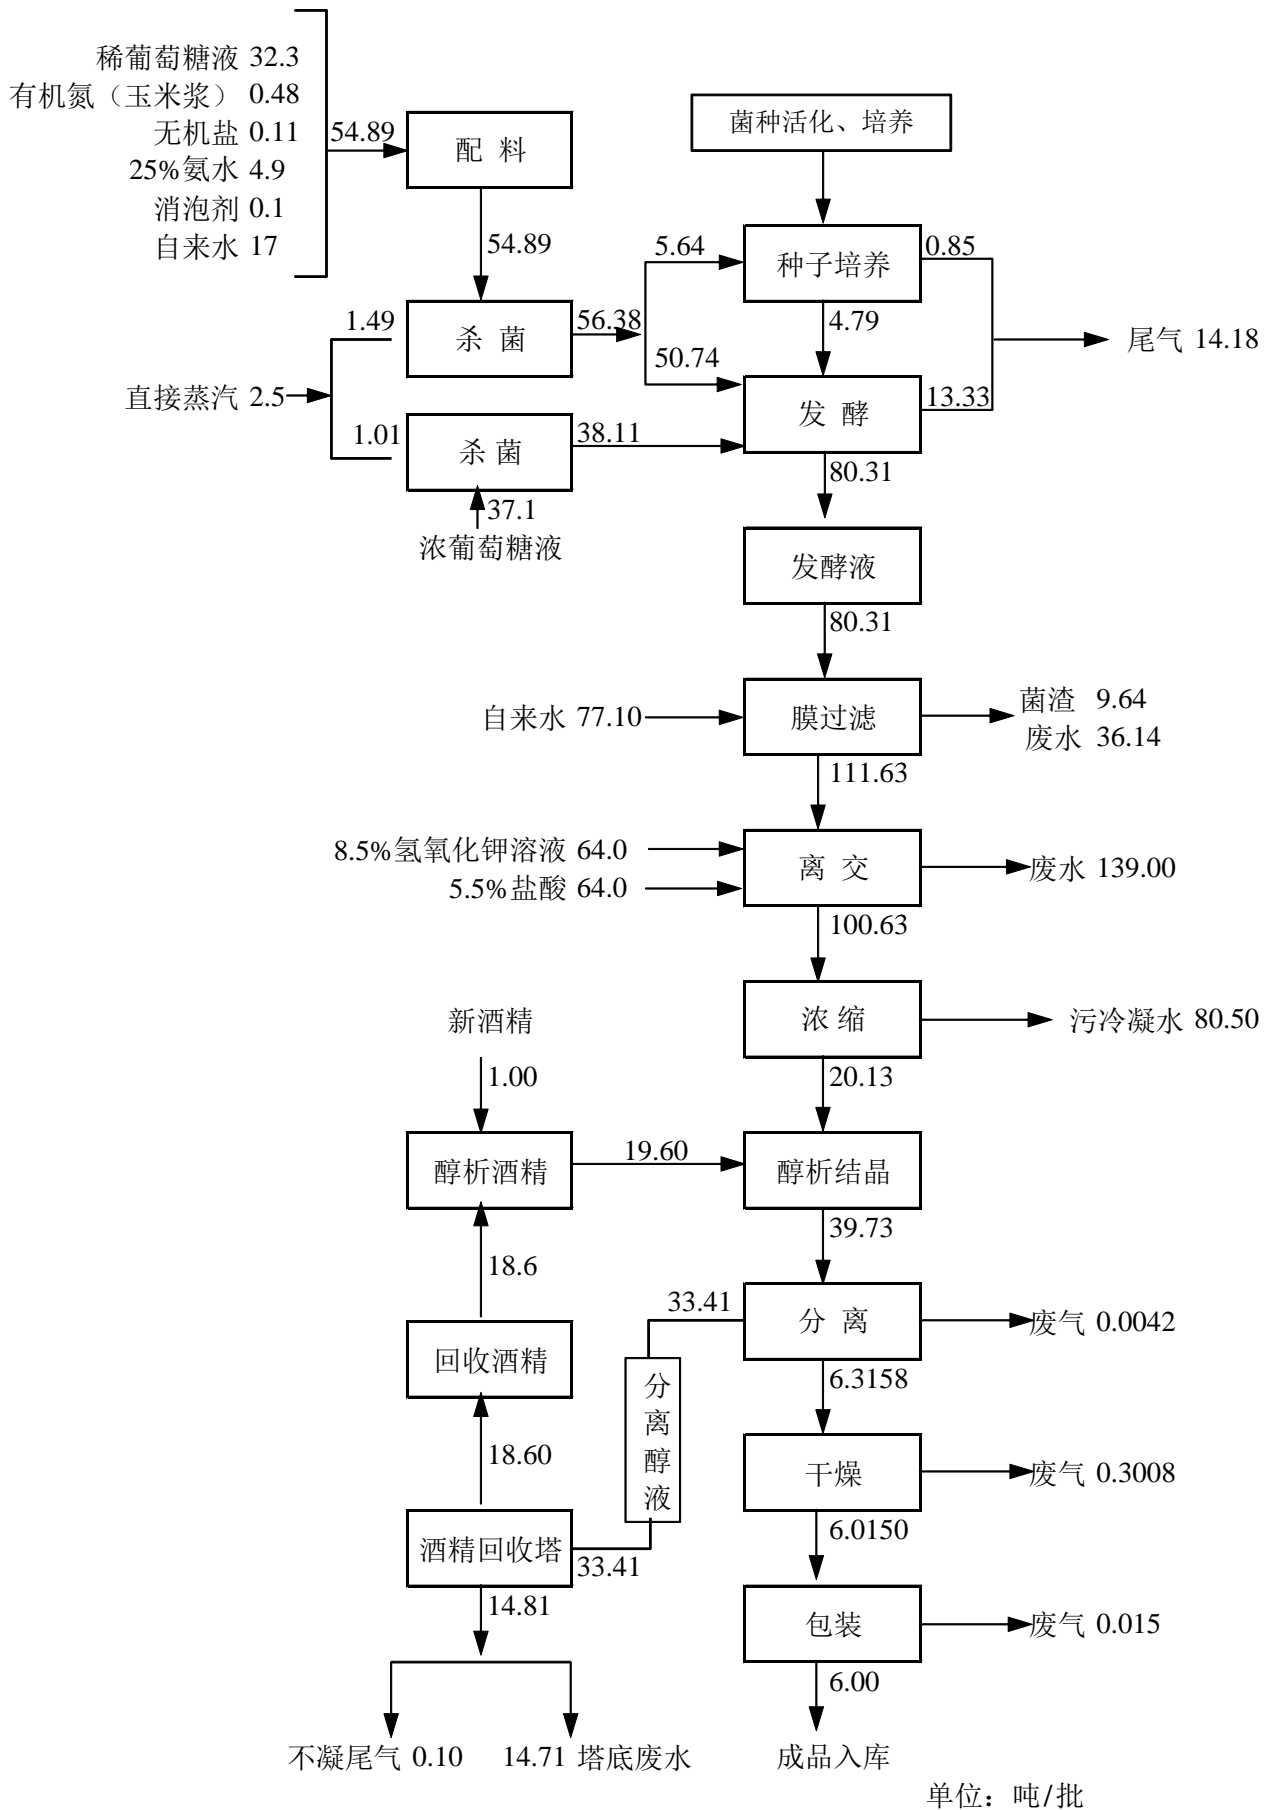 稀葡萄糖液 32.3
有机氮（玉米浆） 0.48
无机盐 0.11
25%氨水 4.9
消泡剂 0.1
自来水 17
54.89
配 料
菌种活化、培养
54.89
5.64
种子培养
0.85
1.49
杀 菌
56.38
4.79
尾气 14.18
50.74
直接蒸汽 2.5
发 酵
13.33
1.01
杀 菌
38.11
80.31
37.1
浓葡萄糖液
发酵液
80.31
自来水 77.10
膜过滤
菌渣 9.64
废水 36.14
111.63
8.5%氢氧化钾溶液 64.0
5.5%盐酸 64.0
离 交
废水 139.00
100.63
新酒精
浓 缩
污冷凝水 80.50
1.00
20.13
醇析酒精
19.60
醇析结晶
39.73
18.6
33.41
分 离
废气 0.0042
回收酒精
分离醇液
6.3158
18.60
干燥
废气 0.3008
酒精回收塔
33.41
6.0150
14.81
包装
废气 0.015
6.00
不凝尾气 0.10
14.71 塔底废水
成品入库
单位：吨/批